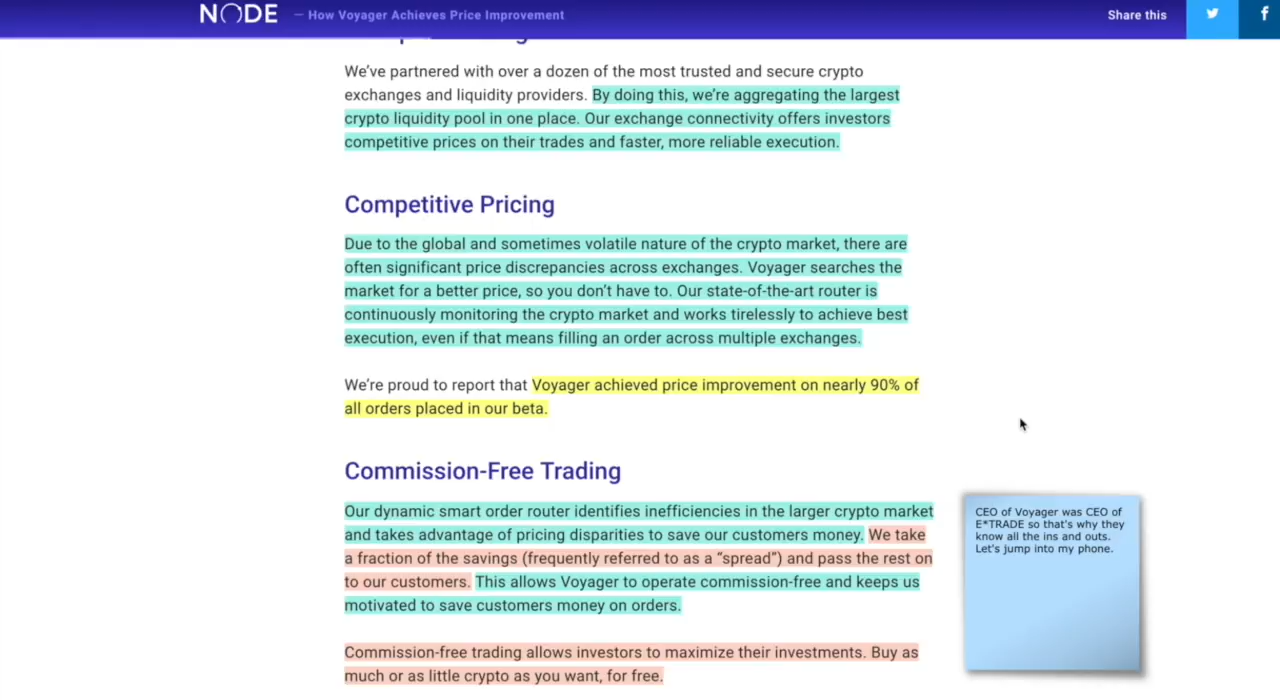 NODE — How Voyager Achieves Price Improvement
Share this
We’ve partnered with over a dozen of the most trusted and secure crypto
exchanges and liquidity providers. By doing this, we’re aggregating the largest
crypto liquidity pool in one place. Our exchange connectivity offers investors
competitive prices on their trades and faster, more reliable execution.
Competitive Pricing
Due to the global and sometimes volatile nature of the crypto market, there are
often significant price discrepancies across exchanges. Voyager searches the
market for a better price, so you don’t have to. Our state-of-the-art router is
continuously monitoring the crypto market and works tirelessly to achieve best
execution, even if that means filling an order across multiple exchanges.
We’re proud to report that Voyager achieved price improvement on nearly 90% of
all orders placed in our beta.
Commission-Free Trading
Our dynamic smart order router identifies inefficiencies in the larger crypto market
and takes advantage of pricing disparities to save our customers money. We take
a fraction of the savings (frequently referred to as a “spread”) and pass the rest on
to our customers. This allows Voyager to operate commission-free and keeps us
motivated to save customers money on orders.
Commission-free trading allows investors to maximize their investments. Buy as
much or as little crypto as you want, for free.
CEO of Voyager was CEO of
E*TRADE so that's why they
know all the ins and outs.
Let's jump into my phone.